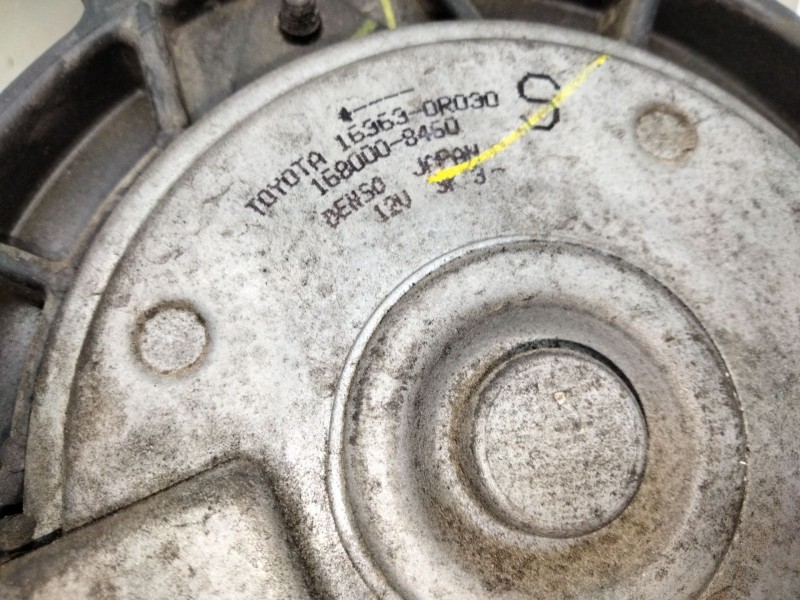 TOYOTA 16363-0R030
168000-8460
DENSO JAPAN
12V
S